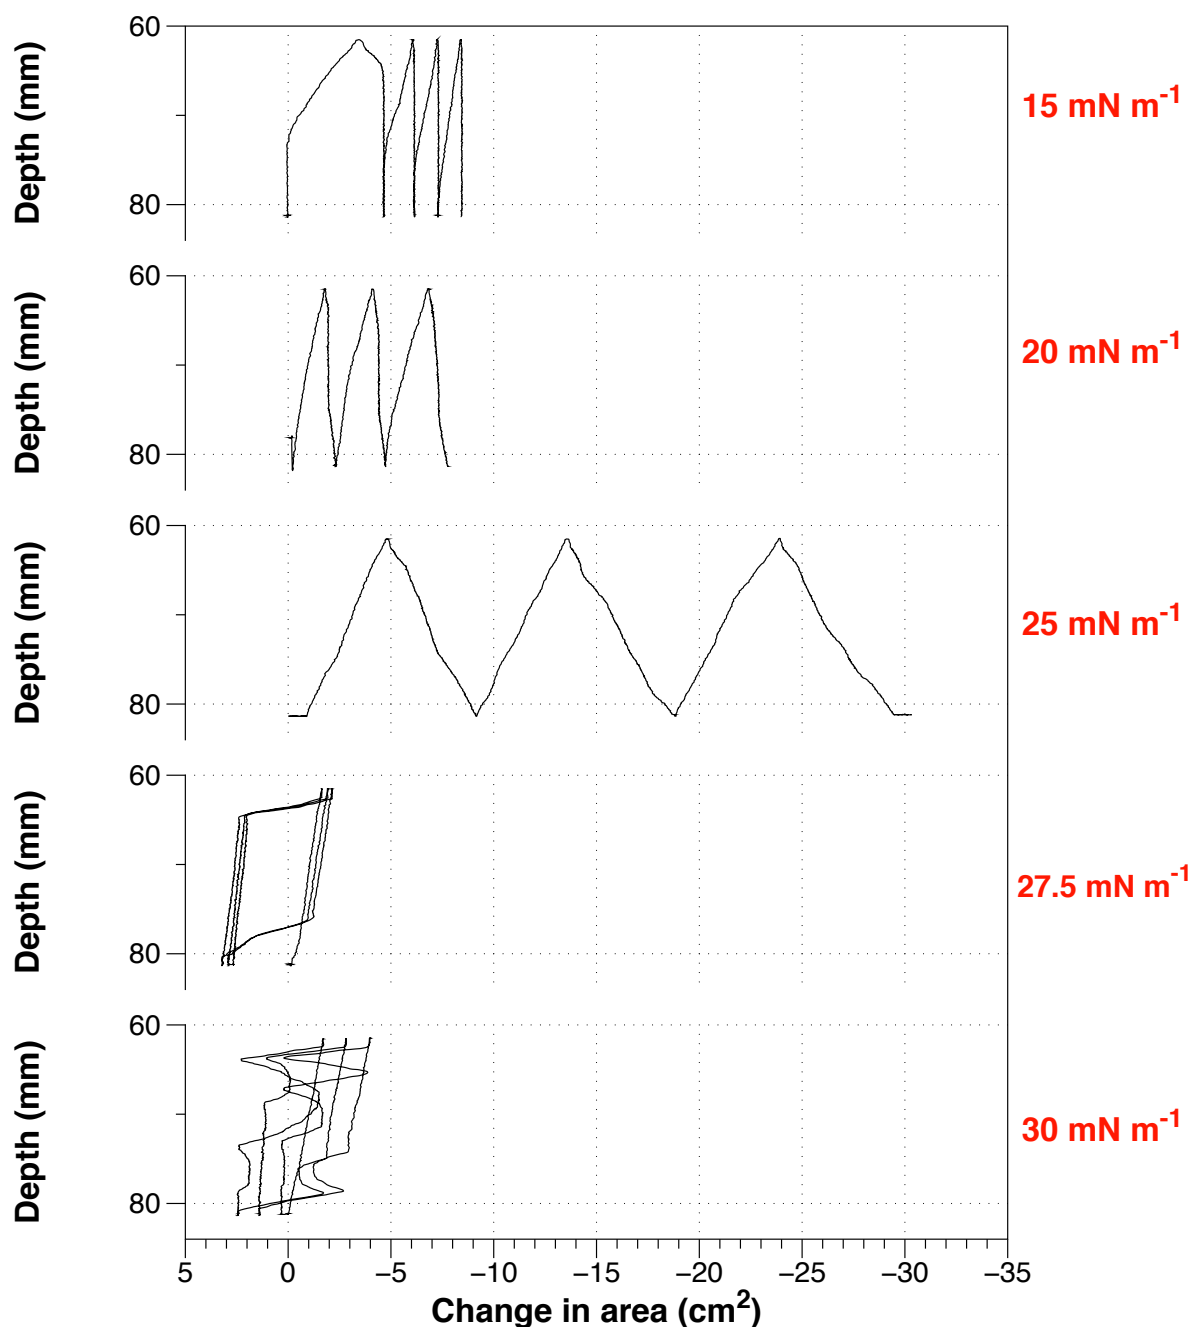 60
Depth (mm)
15 mN m⁻¹
80
60
Depth (mm)
20 mN m⁻¹
80
60
Depth (mm)
25 mN m⁻¹
80
60
Depth (mm)
27.5 mN m⁻¹
80
60
Depth (mm)
30 mN m⁻¹
80
5 0 −5 −10 −15 −20 −25 −30 −35
Change in area (cm²)